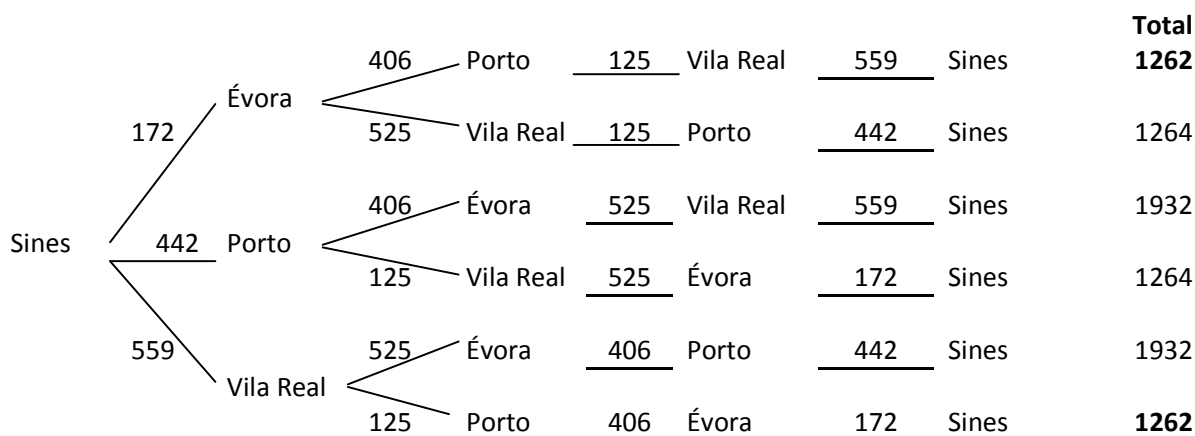 Total
406 Porto 125 Vila Real 559 Sines 1262
Évora
172 525 Vila Real 125 Porto 442 Sines 1264
406 Évora 525 Vila Real 559 Sines 1932
Sines 442 Porto
125 Vila Real 525 Évora 172 Sines 1264
559 525 Évora 406 Porto 442 Sines 1932
Vila Real
125 Porto 406 Évora 172 Sines 1262